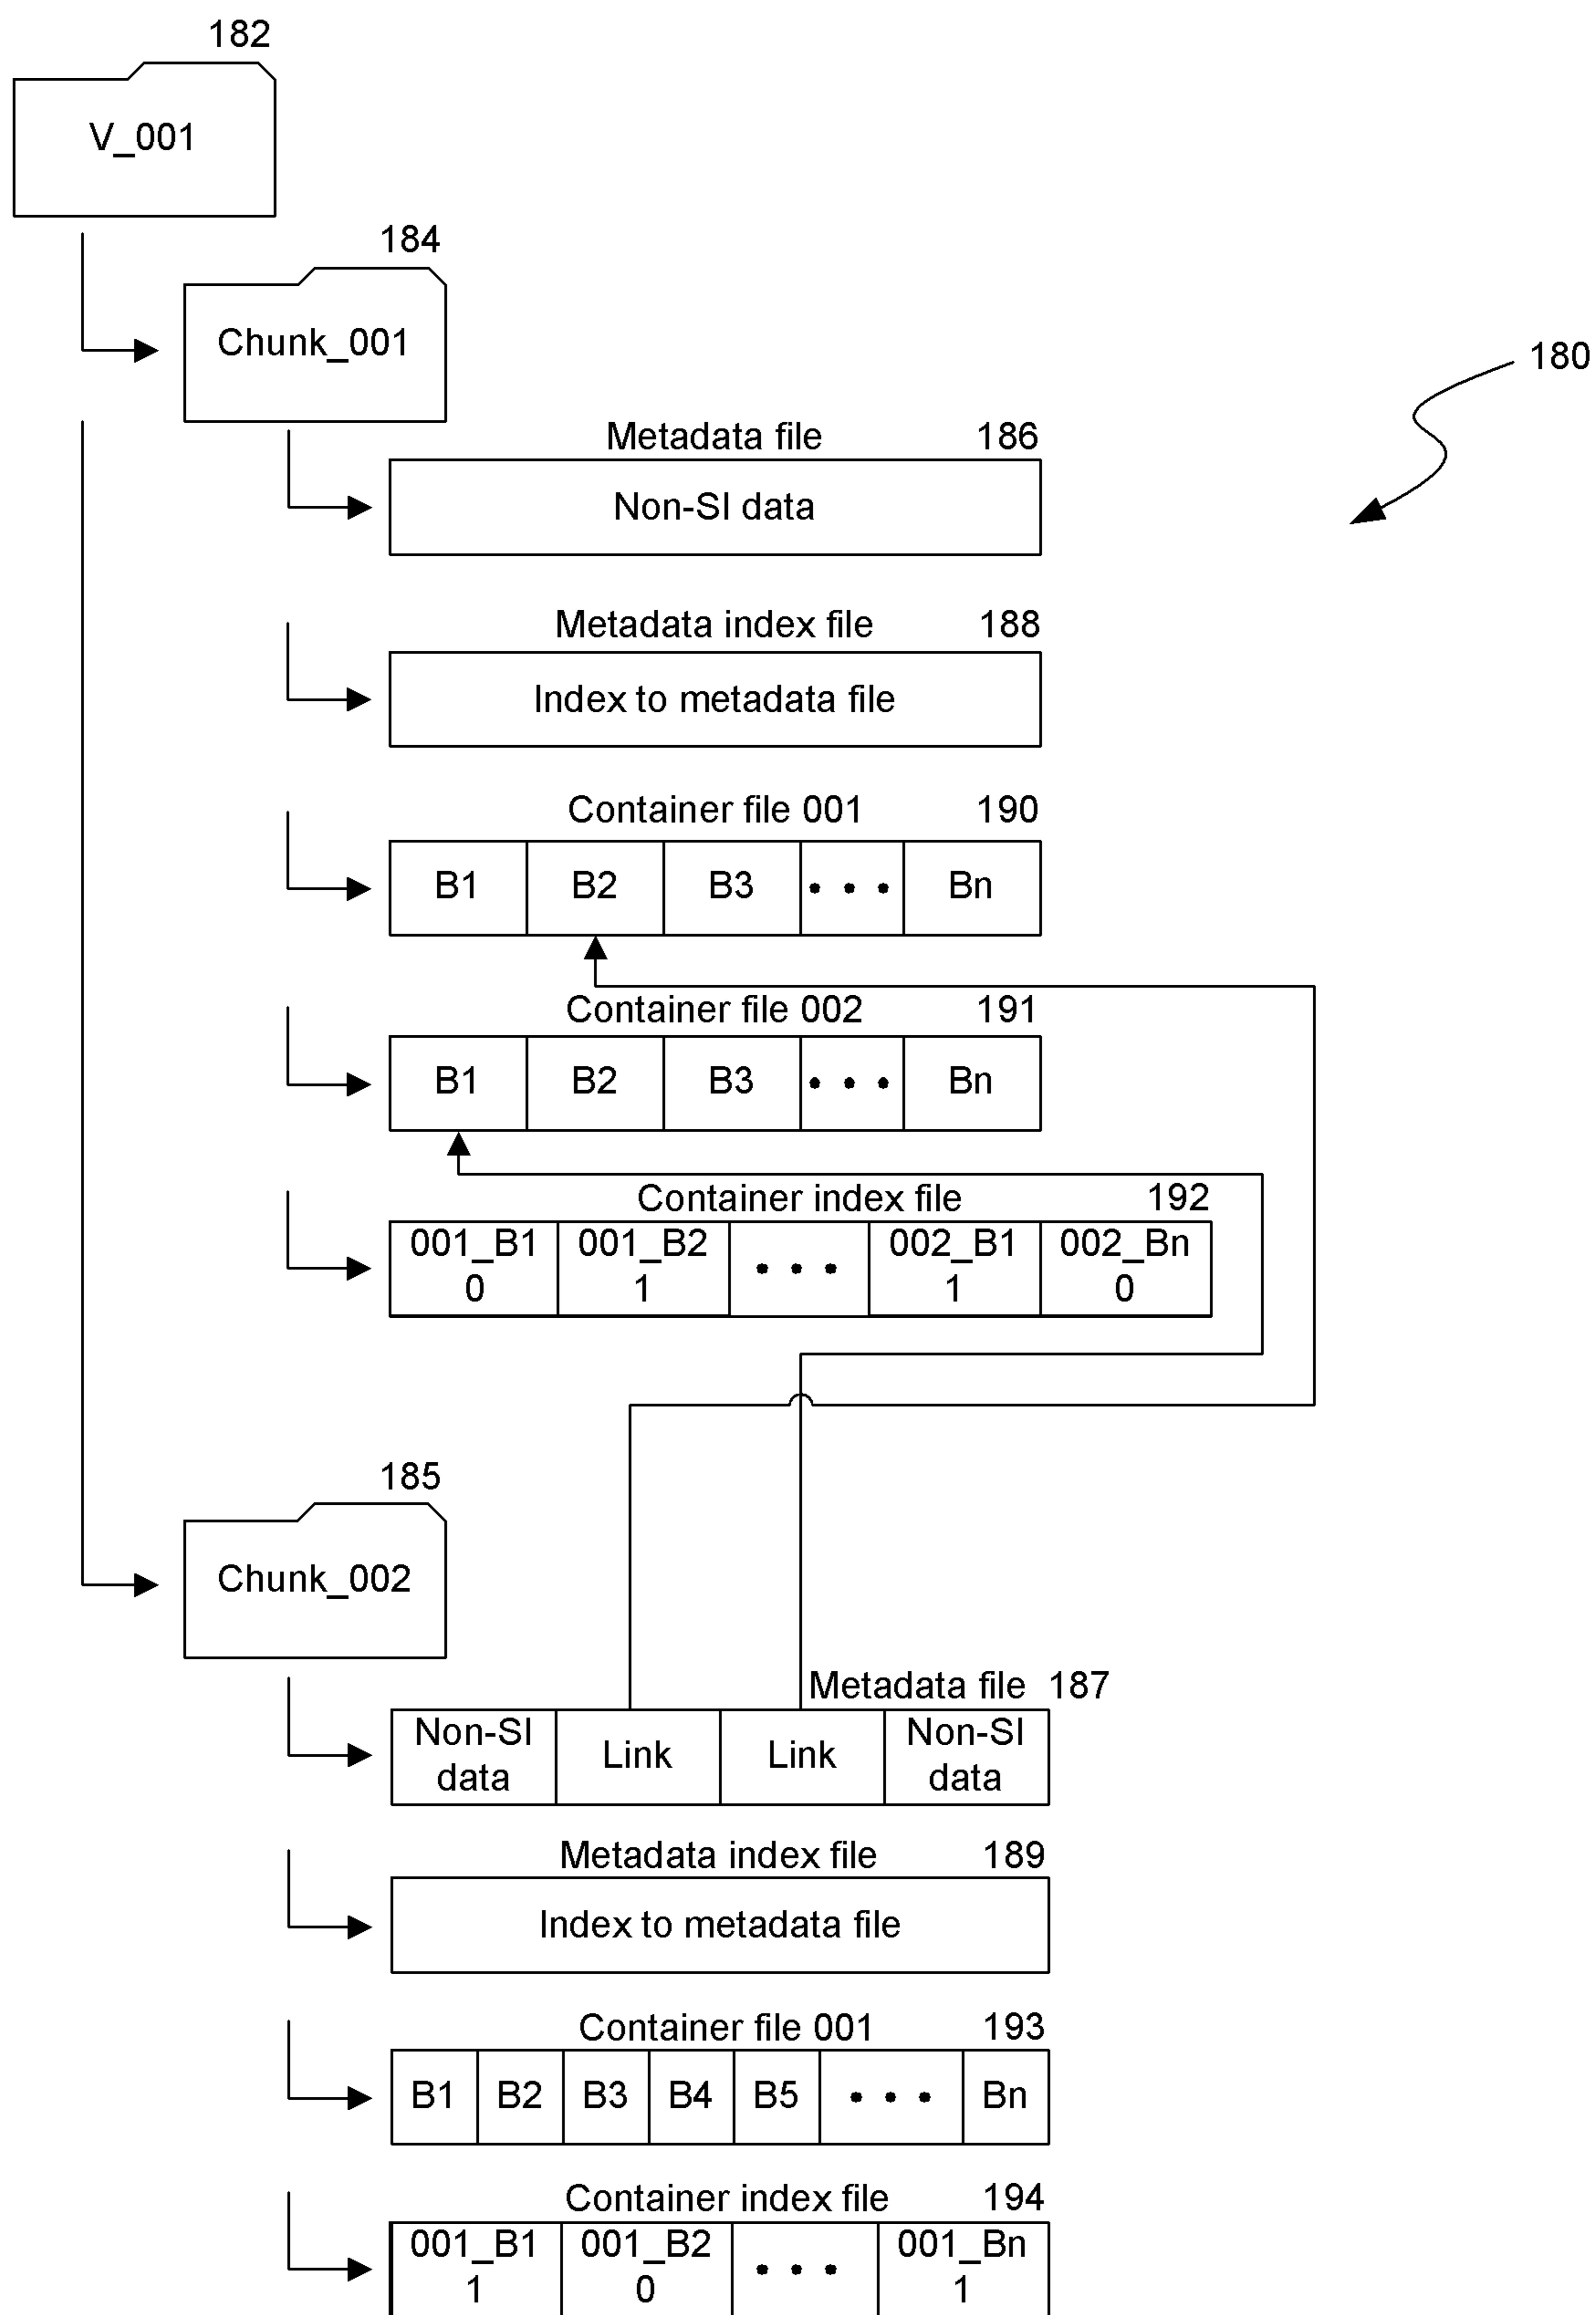 182
V_001
184
Chunk_001
180
Metadata file 186
Non-SI data
Metadata index file 188
Index to metadata file
Container file 001 190
B1 B2 B3 • • • Bn
Container file 002 191
B1 B2 B3 • • • Bn
Container index file 192
001_B1 001_B2 • • • 002_B1 002_Bn
0 1 1 0
185
Chunk_002
Metadata file 187
Non-SI Link Link Non-SI
data data
Metadata index file 189
Index to metadata file
Container file 001 193
B1 B2 B3 B4 B5 • • • Bn
Container index file 194
001_B1 001_B2 • • • 001_Bn
1 0 1